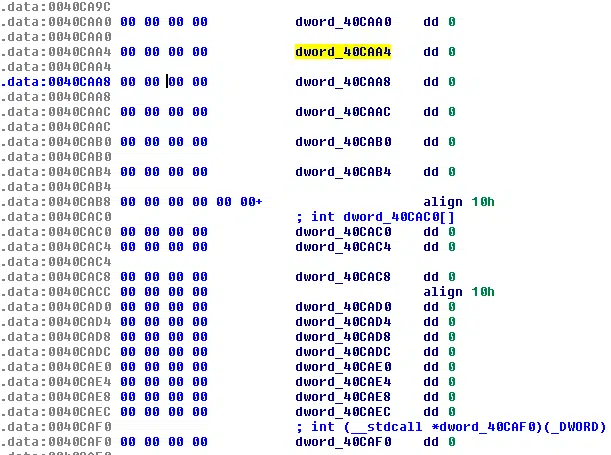 .data:0040CA9C
.data:0040CAA0 00 00 00 00 dword_40CAA0 dd 0
.data:0040CAA0
.data:0040CAA4 00 00 00 00 dword_40CAA4 dd 0
.data:0040CAA4
.data:0040CAA8 00 00 00 00 dword_40CAA8 dd 0
.data:0040CAA8
.data:0040CAAC 00 00 00 00 dword_40CAAC dd 0
.data:0040CAAC
.data:0040CAB0 00 00 00 00 dword_40CAB0 dd 0
.data:0040CAB0
.data:0040CAB4 00 00 00 00 dword_40CAB4 dd 0
.data:0040CAB4
.data:0040CAB8 00 00 00 00 00 00+ align 10h
.data:0040CAC0 ; int dword_40CAC0[]
.data:0040CAC0 00 00 00 00 dword_40CAC0 dd 0
.data:0040CAC4 00 00 00 00 dword_40CAC4 dd 0
.data:0040CAC4
.data:0040CAC8 00 00 00 00 dword_40CAC8 dd 0
.data:0040CACC 00 00 00 00 align 10h
.data:0040CAD0 00 00 00 00 dword_40CAD0 dd 0
.data:0040CAD4 00 00 00 00 dword_40CAD4 dd 0
.data:0040CAD8 00 00 00 00 dword_40CAD8 dd 0
.data:0040CADC 00 00 00 00 dword_40CADC dd 0
.data:0040CAE0 00 00 00 00 dword_40CAE0 dd 0
.data:0040CAE4 00 00 00 00 dword_40CAE4 dd 0
.data:0040CAE8 00 00 00 00 dword_40CAE8 dd 0
.data:0040CAEC 00 00 00 00 dword_40CAEC dd 0
.data:0040CAF0 ; int (__stdcall *dword_40CAF0)(_DWORD)
.data:0040CAF0 00 00 00 00 dword_40CAF0 dd 0